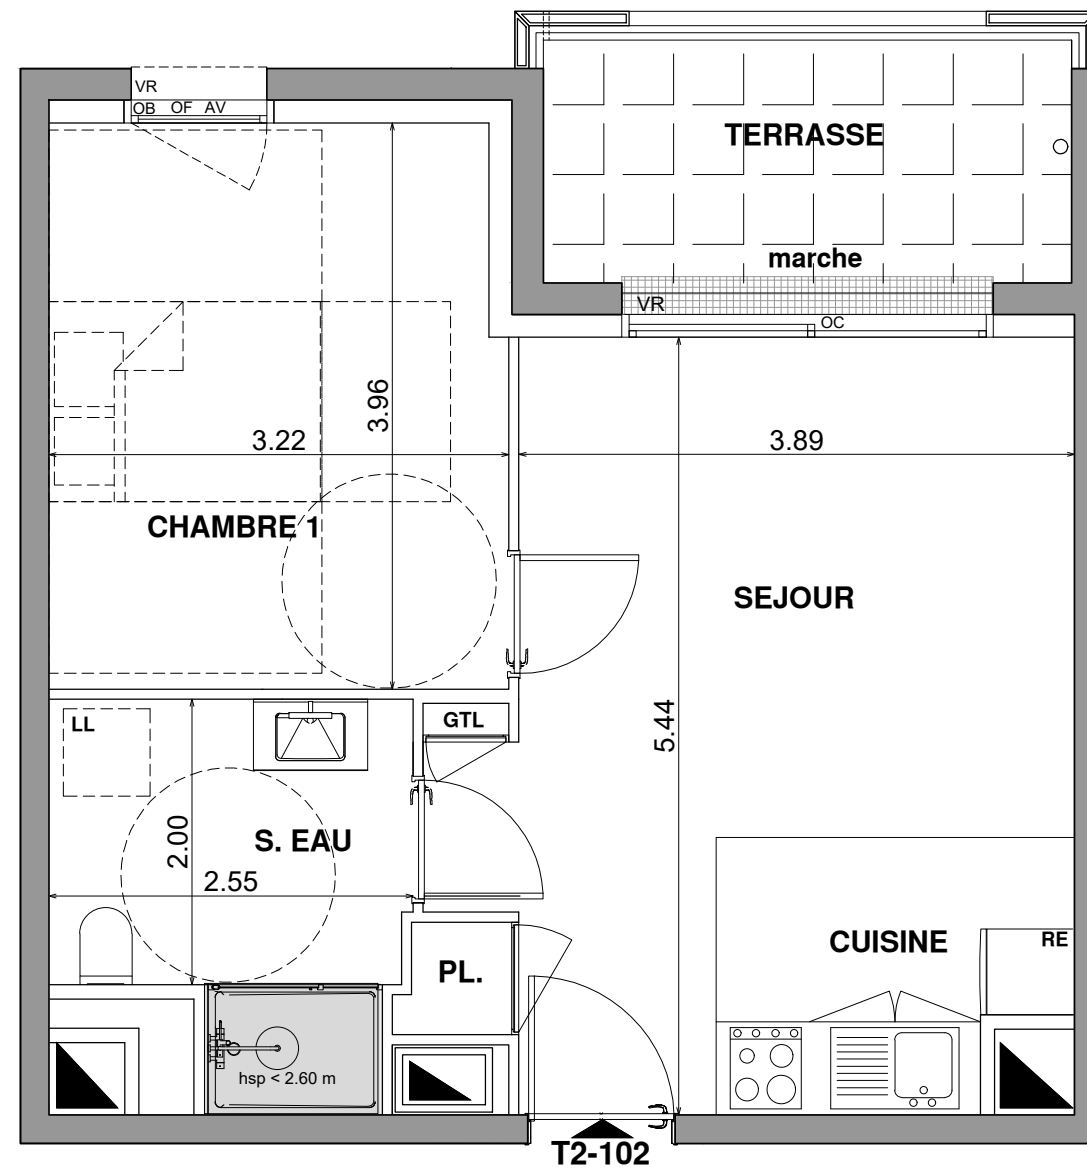 VR
OB OF AV
TERRASSE
marche
VR
OC
3.96
3.22
3.89
CHAMBRE 1
SEJOUR
5.44
LL
GTL
S. EAU
2.00
2.55
CUISINE
RE
PL.
hsp < 2.60 m
T2-102